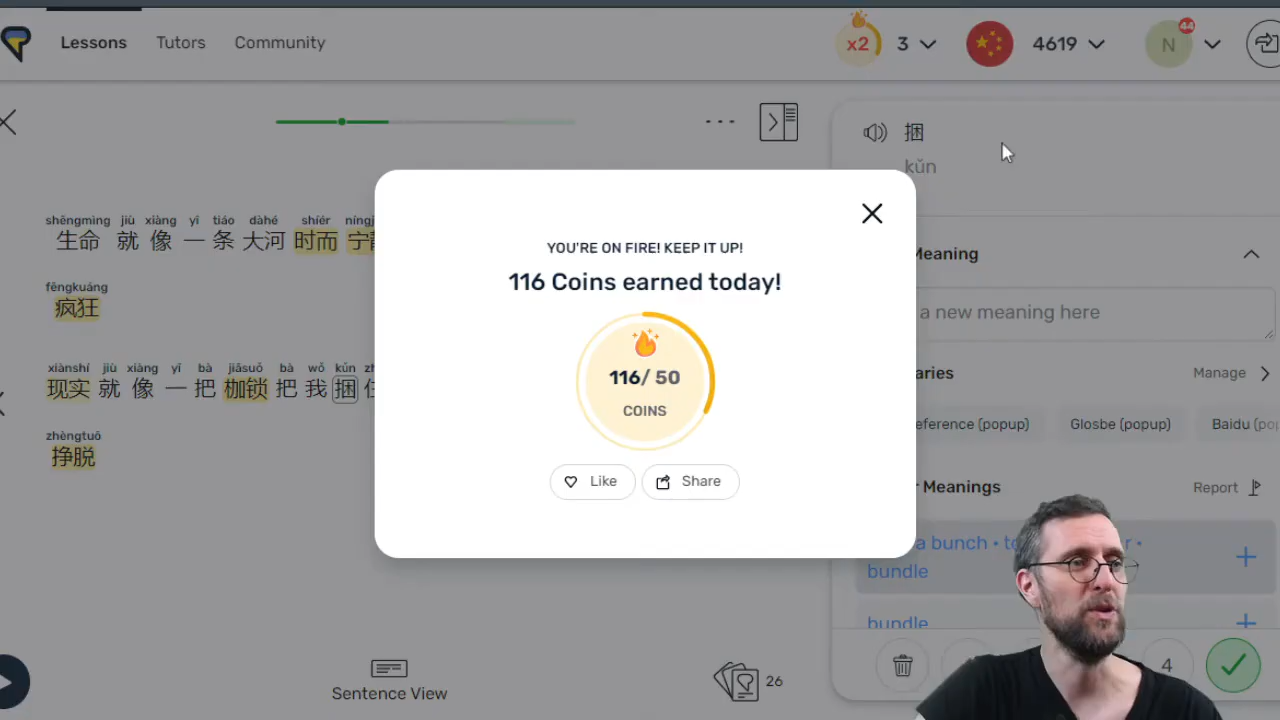 Lessons Tutors Community x2 3 4619 N 44
捆
kǔn
YOU'RE ON FIRE! KEEP IT UP!
116 Coins earned today!
116/ 50
COINS
Like Share
shēngmìng jiù xiàng yī tiáo dàhé shíér
生命 就 像 一 条 大河 时而 宁
fēngkuáng
疯狂
xiànshí jiù xiàng yī bà jiāsuǒ bà wǒ kǔn
现实 就 像 一 把 枷锁 把 我 捆 住
zhèngtuō
挣脱
Sentence View
26
Meaning
a new meaning here
Manage
(popup) Glosbe (popup) Baidu
Meanings Report
a bunch •
bundle
bundle
4